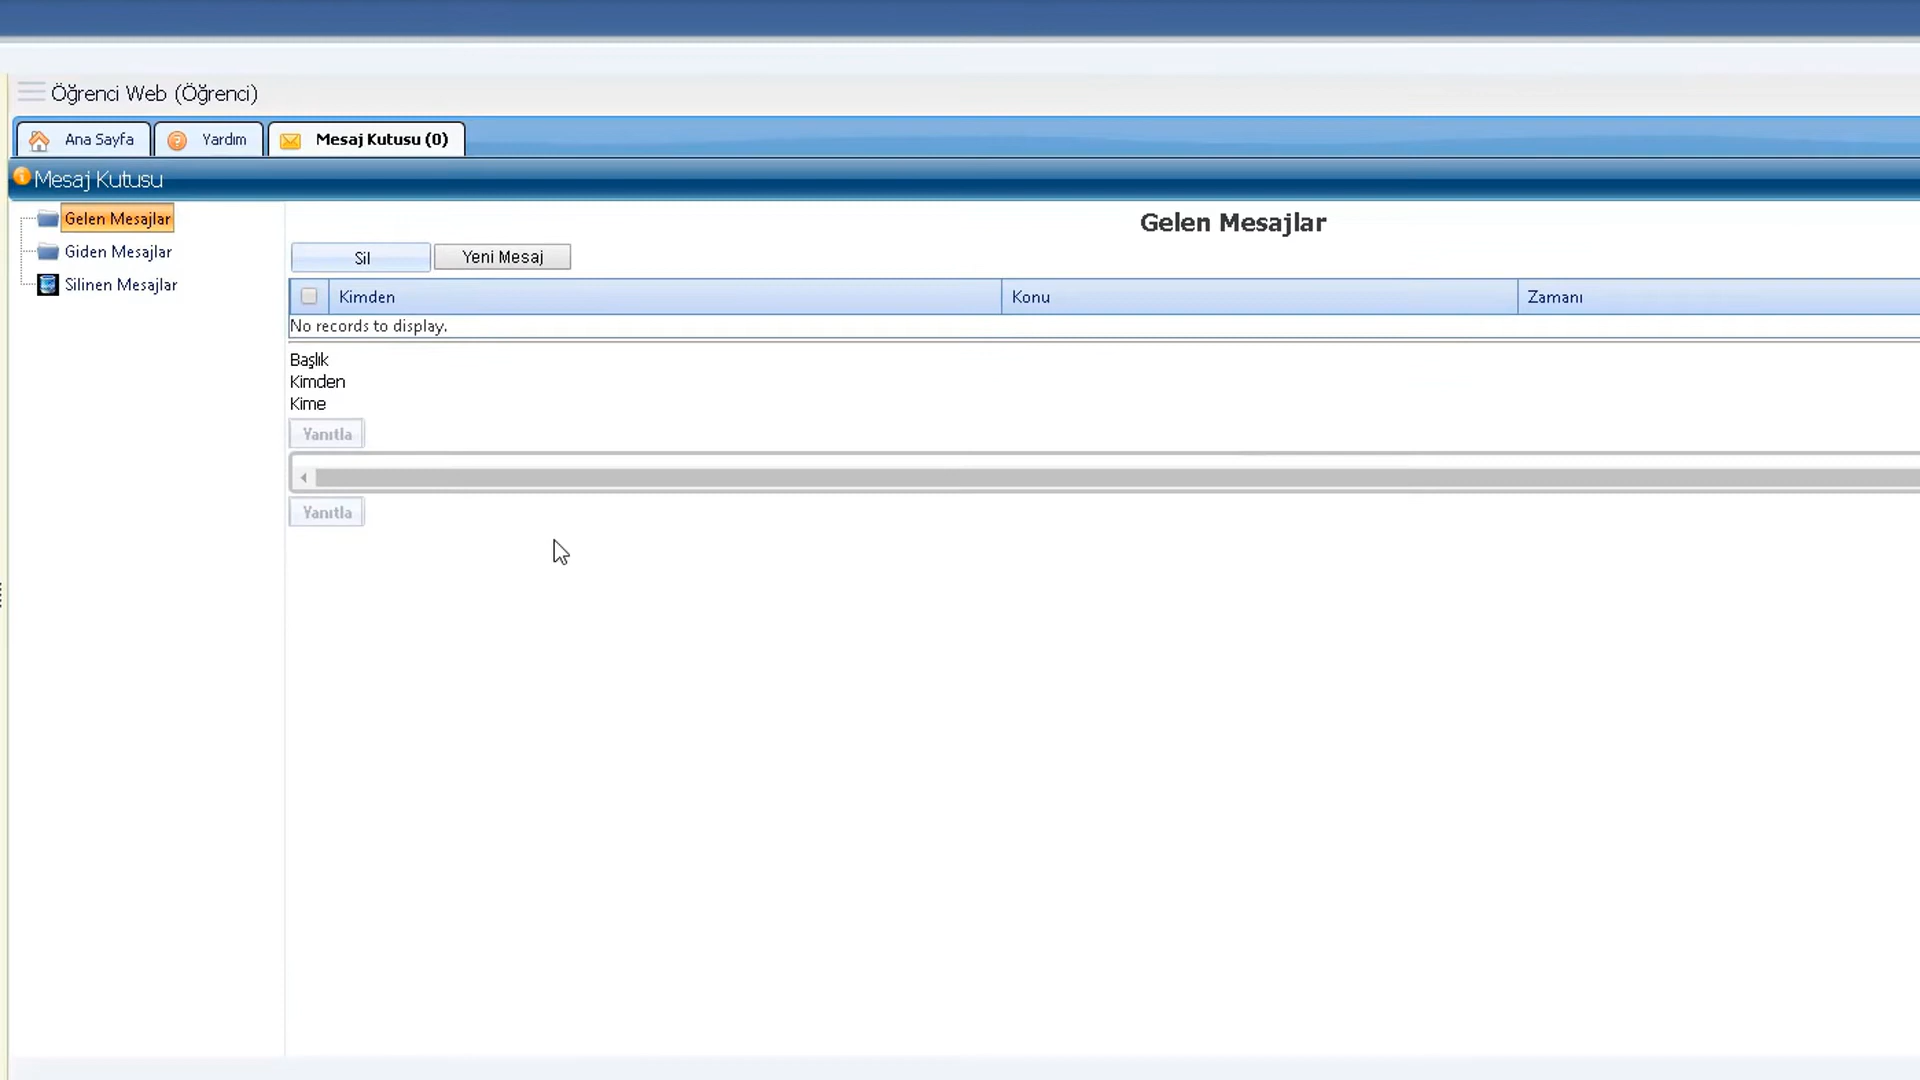 Öğrenci Web (Öğrenci)
Ana Sayfa
Yardım
Mesaj Kutusu (0)
Mesaj Kutusu
Gelen Mesajlar
Giden Mesajlar
Silinen Mesajlar
Gelen Mesajlar
Sil
Yeni Mesaj
Kimden
Konu
Zamanı
No records to display.
Başlık
Kimden
Kime
Yanıtla
Yanıtla